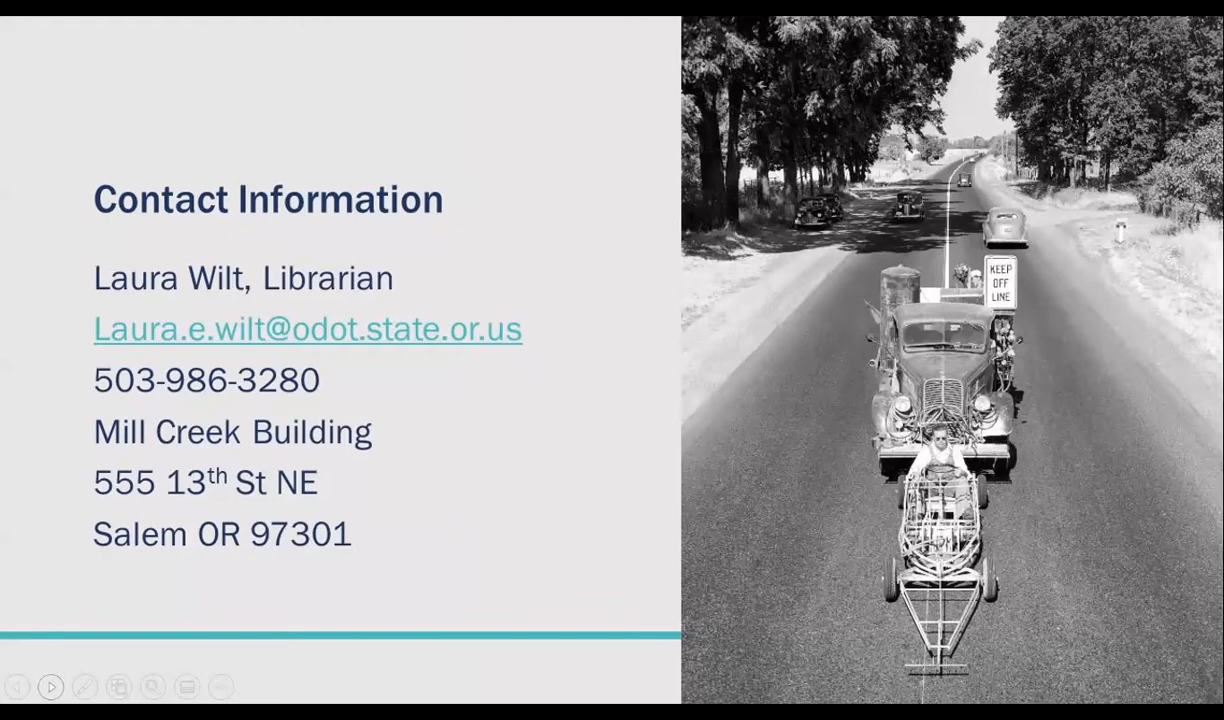 Contact Information
Laura Wilt, Librarian
Laura.e.wilt@odot.state.or.us
503-986-3280
Mill Creek Building
555 13th St NE
Salem OR 97301
KEEP
OFF
LINE